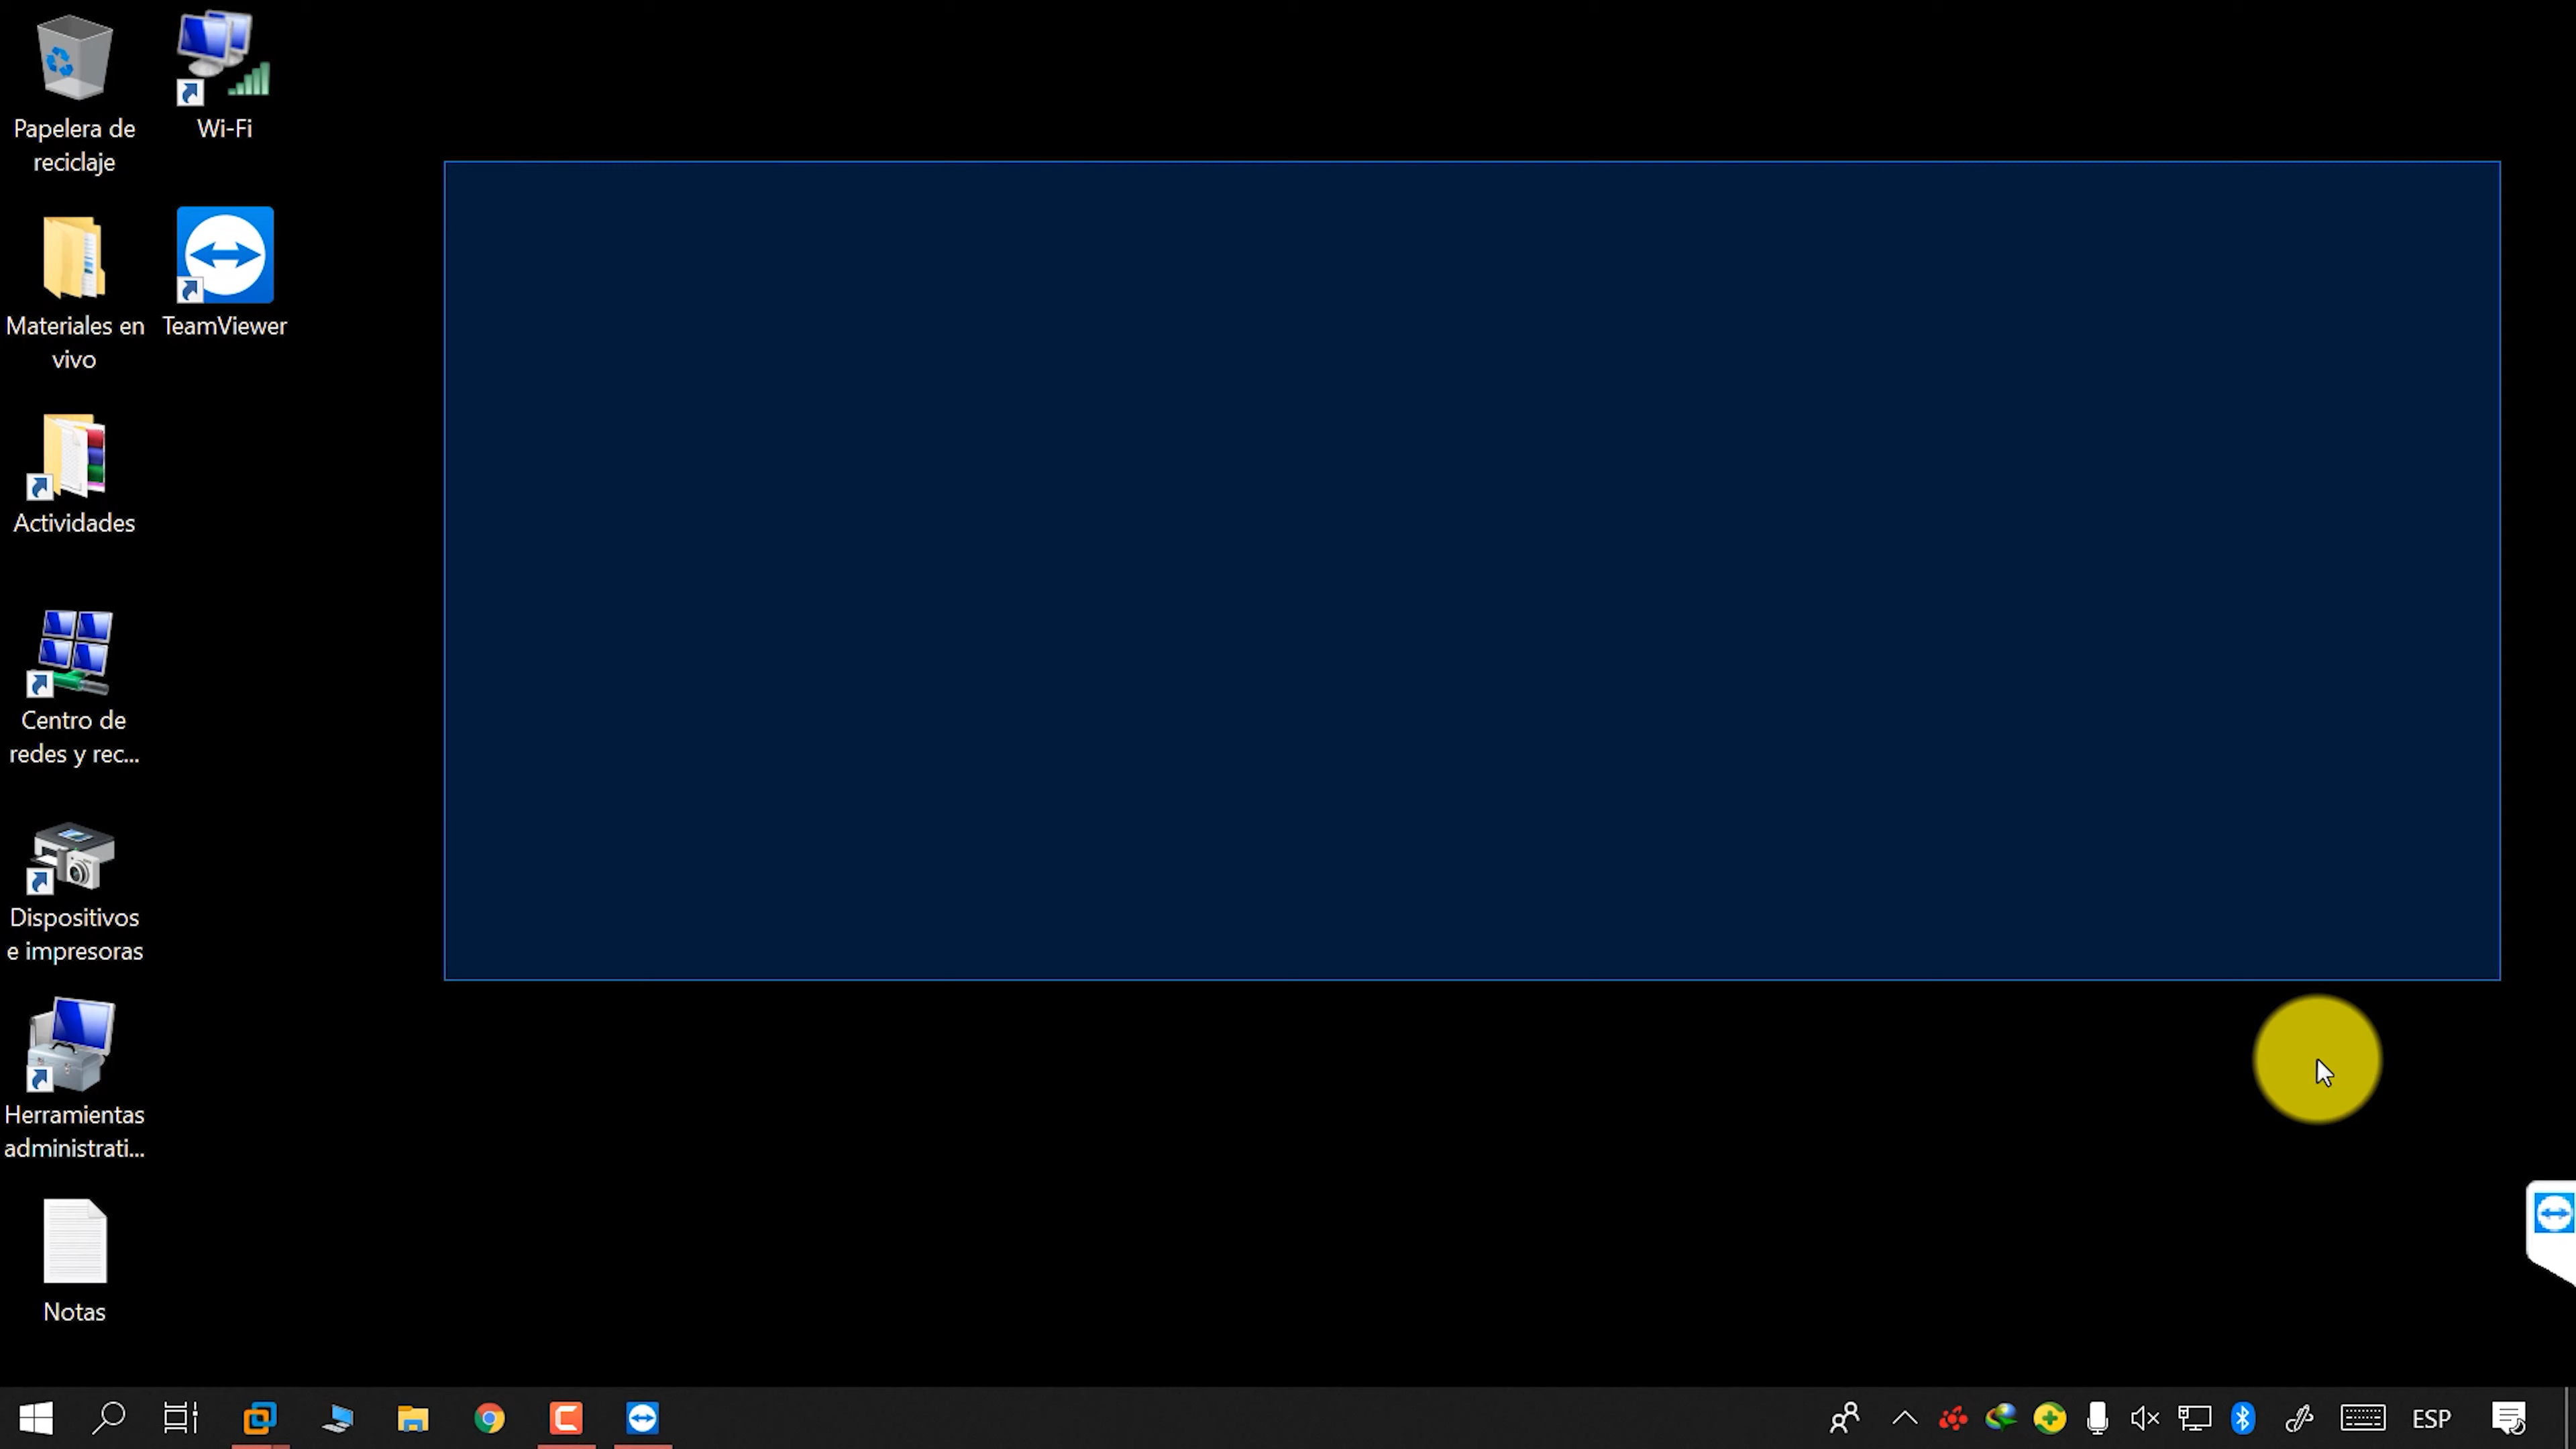 Papelera de
reciclaje
Wi-Fi
Materiales en
vivo
TeamViewer
Actividades
Centro de
redes y rec...
Dispositivos
e impresoras
Herramientas
administrati...
Notas
ESP